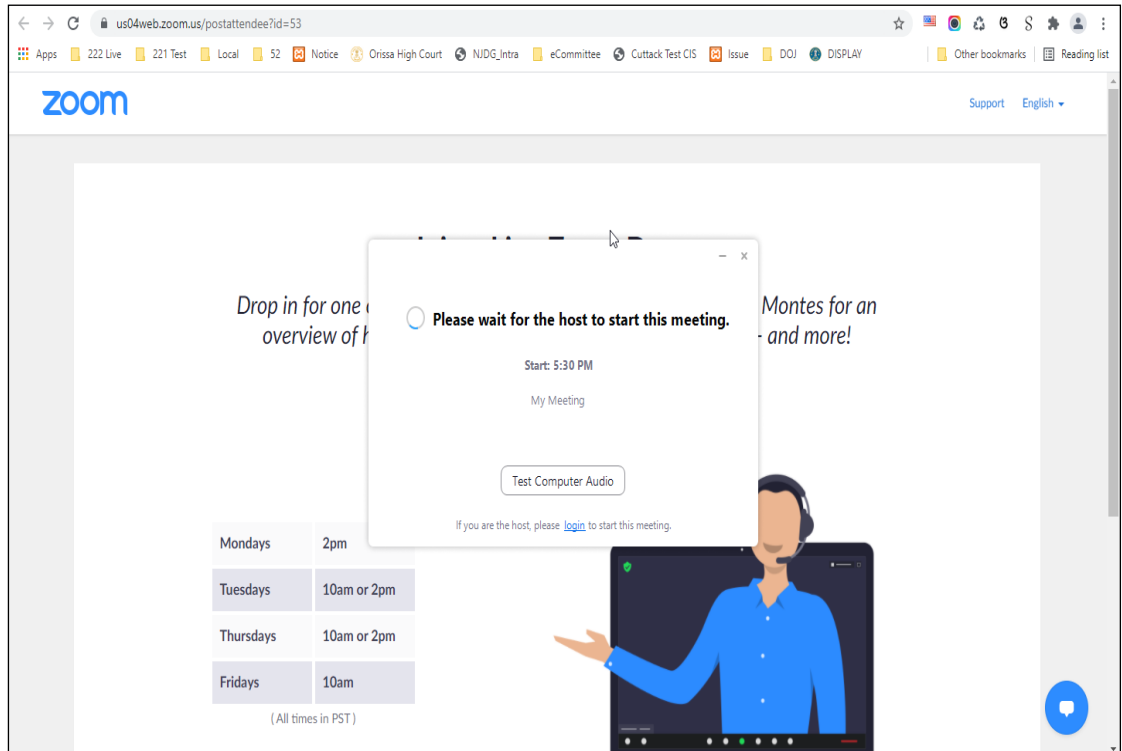 us04web.zoom.us/postattendee?id=53
Apps 222 Live 221 Test Local 52 Notice Orissa High Court NJDG_Intra eCommittee Cuttack Test CIS Issue DOJ DISPLAY Other bookmarks Reading list
zoom Support English
Drop in for one Montes for an
overview of and more!
Please wait for the host to start this meeting.
Start: 5:30 PM
My Meeting
Test Computer Audio
If you are the host, please login to start this meeting.
Mondays 2pm
Tuesdays 10am or 2pm
Thursdays 10am or 2pm
Fridays 10am
( All times in PST )